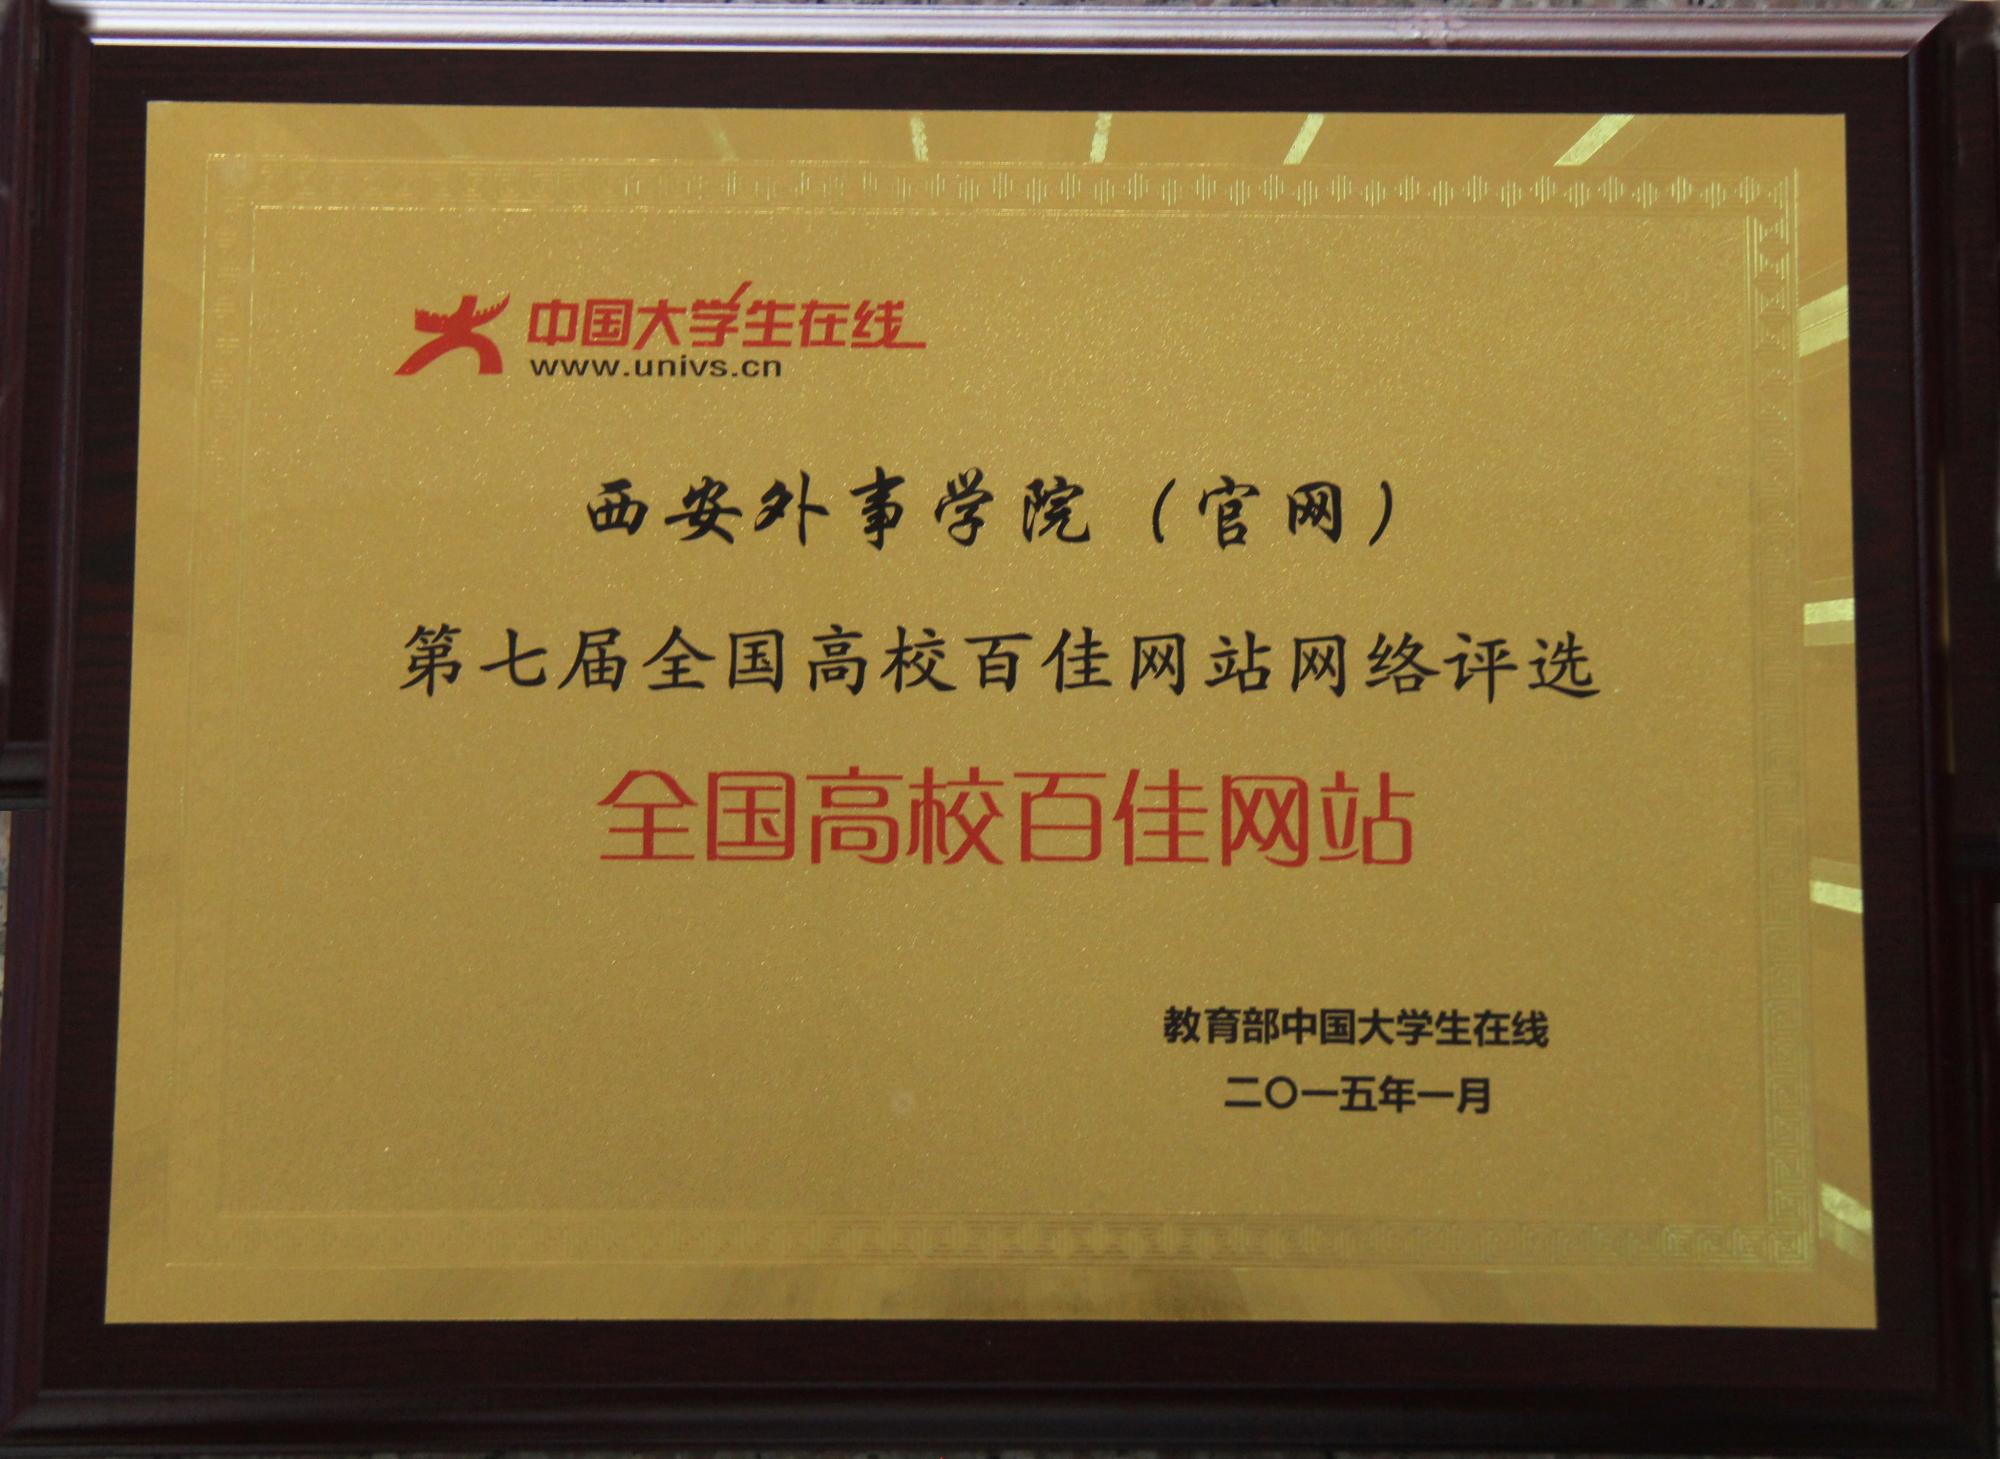 中国大学生在线
www.univs.cn
西安外事学院（官网）
第七届全国高校百佳网站网络评选
全国高校百佳网站
教育部中国大学生在线
二〇一五年一月